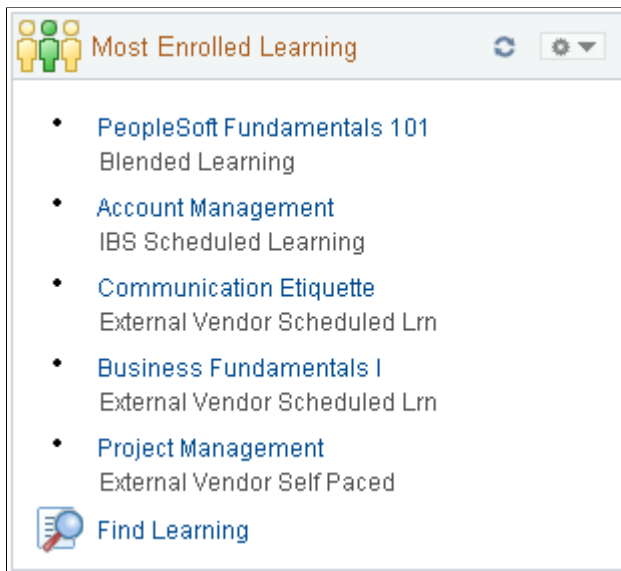 Most Enrolled Learning
PeopleSoft Fundamentals 101
Blended Learning
Account Management
IBS Scheduled Learning
Communication Etiquette
External Vendor Scheduled Lrn
Business Fundamentals I
External Vendor Scheduled Lrn
Project Management
External Vendor Self Paced
Find Learning